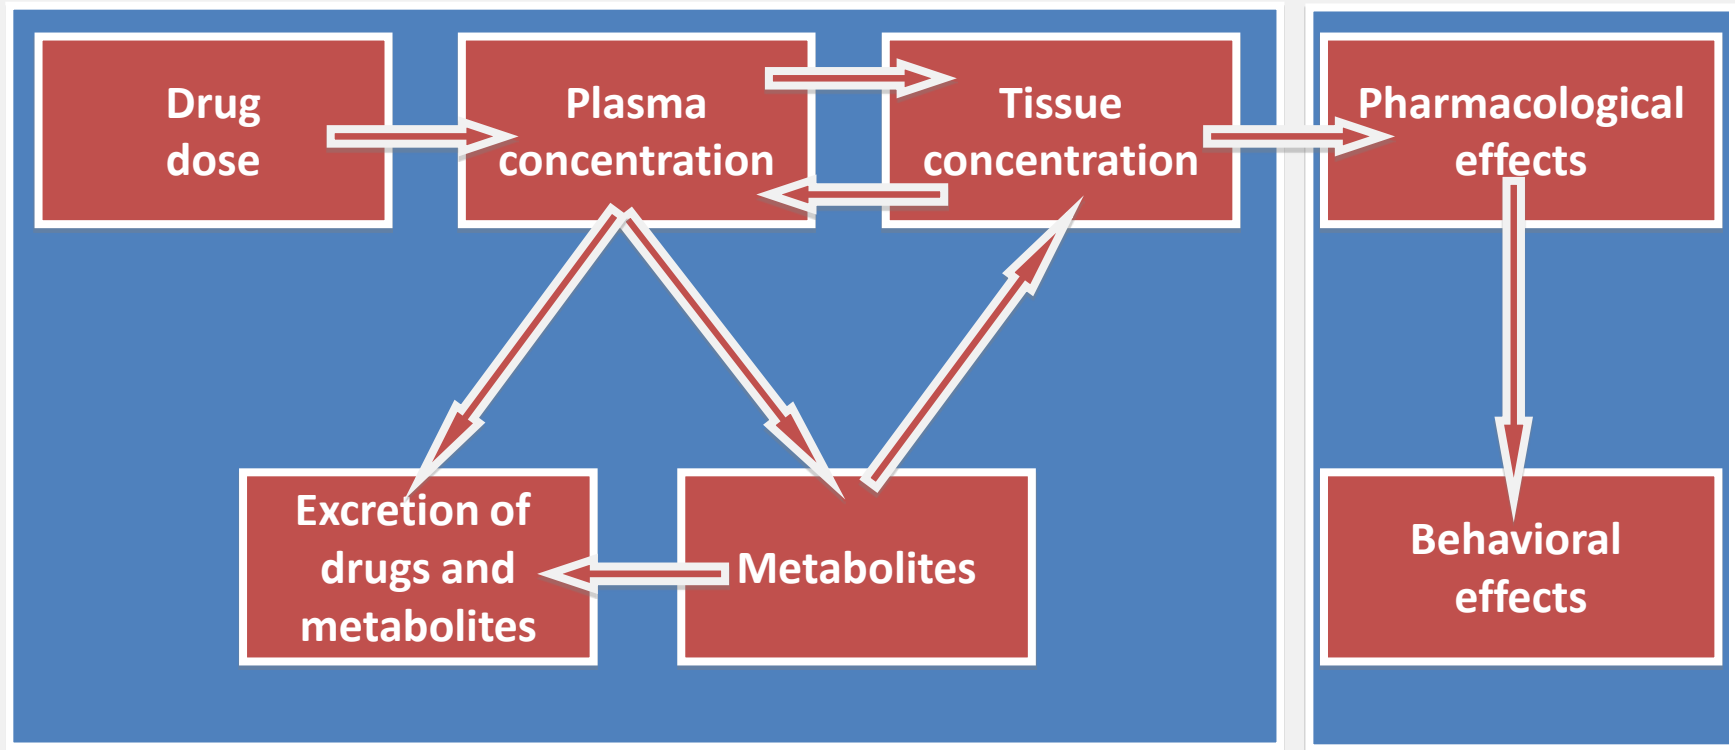 Drug
dose
Plasma
concentration
Tissue
concentration
Pharmacological
effects
Excretion of
drugs and
metabolites
Metabolites
Behavioral
effects